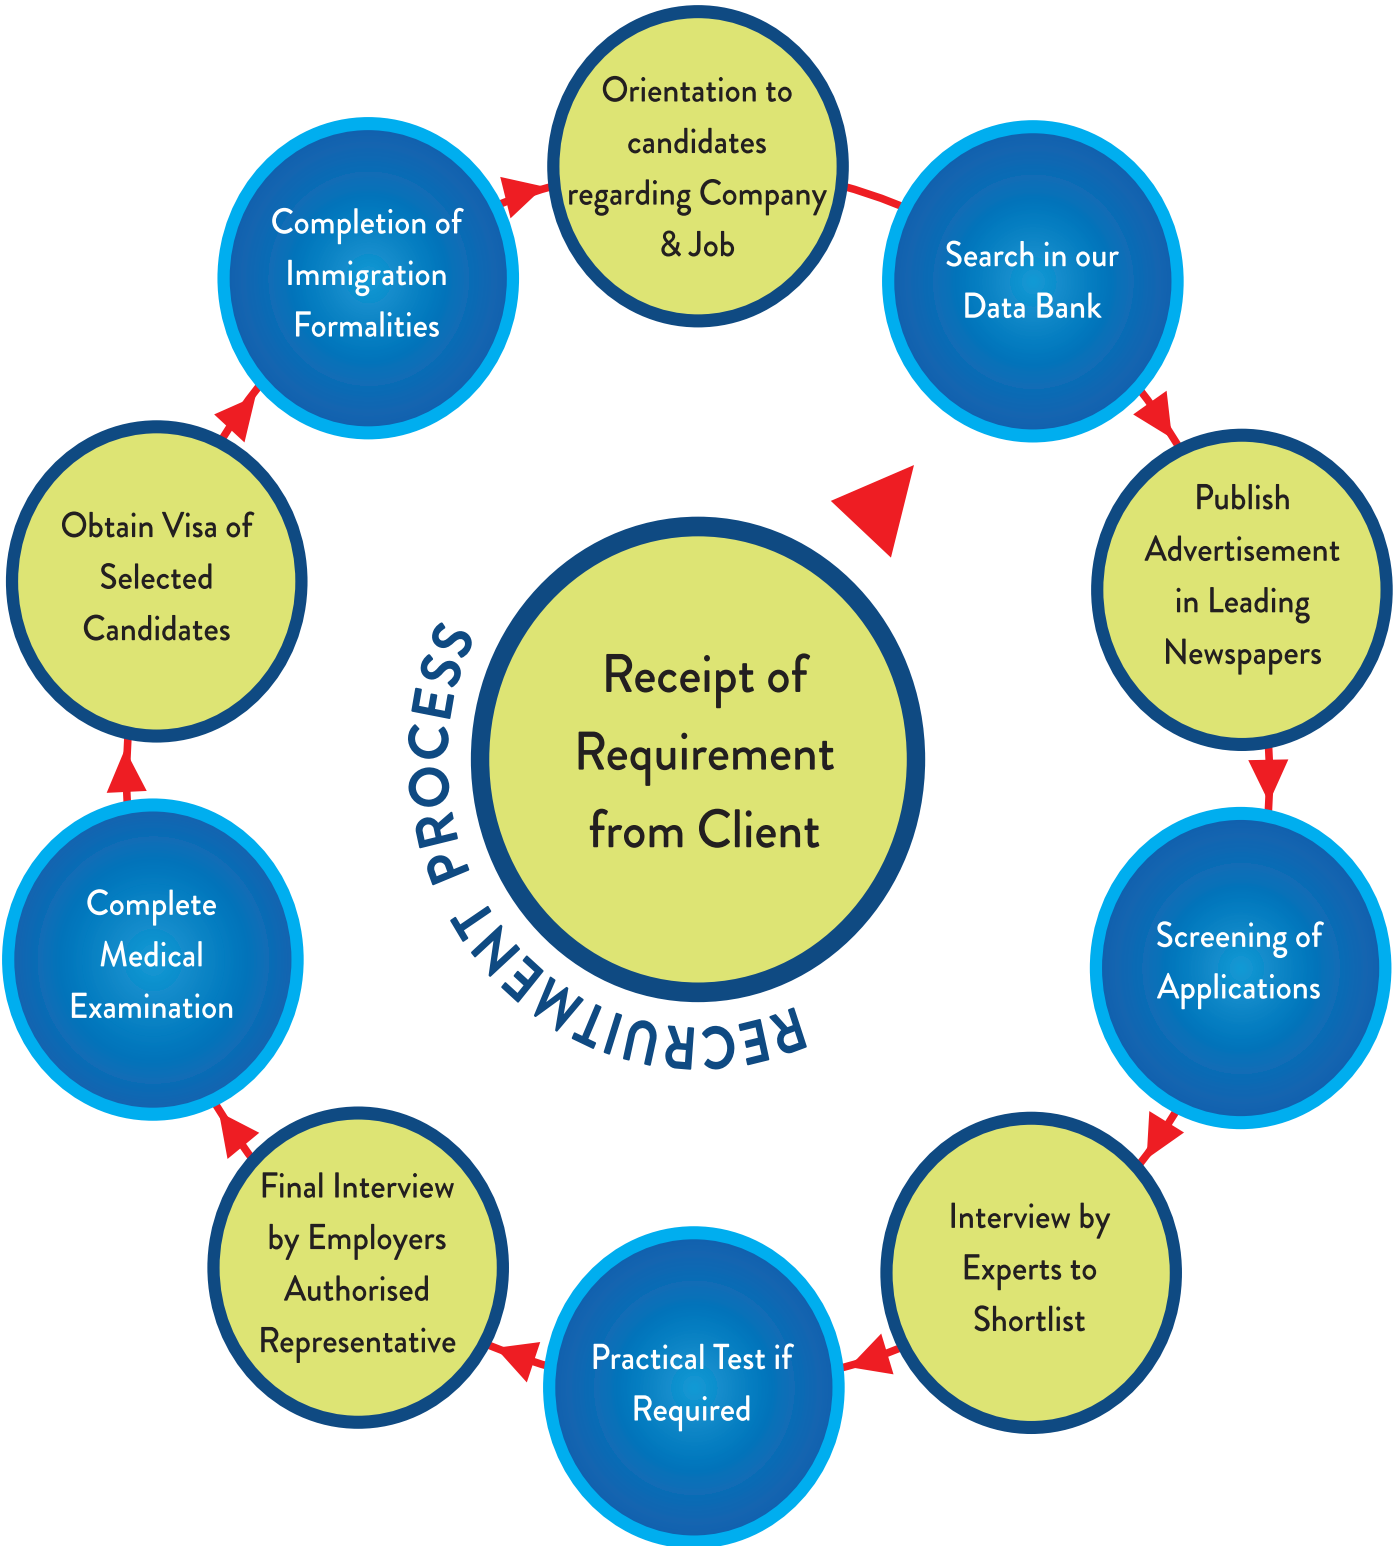 Receipt of
Requirement
from Client
RECRUITMENT PROCESS
Search in our
Data Bank
Publish
Advertisement
in Leading
Newspapers
Screening of
Applications
Interview by
Experts to
Shortlist
Practical Test if
Required
Final Interview
by Employers
Authorised
Representative
Complete
Medical
Examination
Obtain Visa of
Selected
Candidates
Completion of
Immigration
Formalities
Orientation to
candidates
regarding Company
& Job